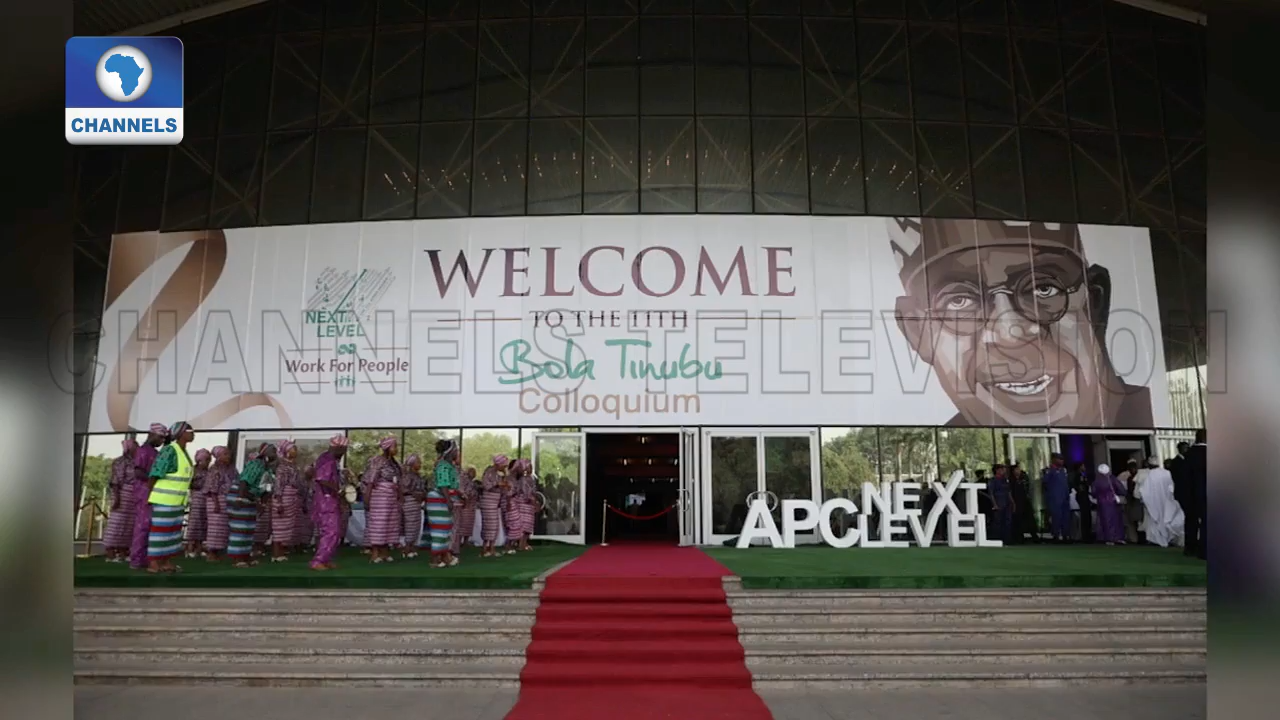 CHANNELS
WELCOME
TO THE 11TH
Bola Tinubu
Colloquium
NEXT
LEVEL
Work For People
CHANNELS TELEVISION
APC NEXT
LEVEL